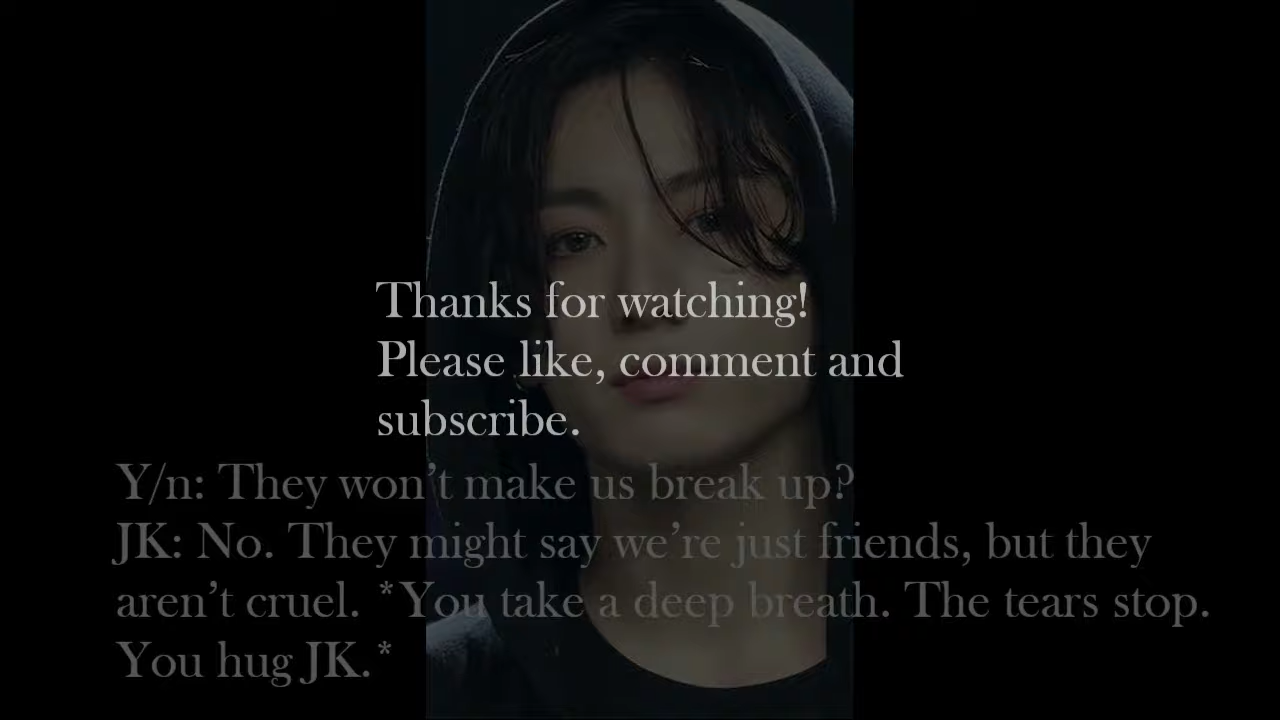 Thanks for watching!
Please like, comment and
subscribe.
Y/n: They won’t make us break up?
JK: No. They might say we’re just friends, but they
aren’t cruel. *You take a deep breath. The tears stop.
You hug JK.*